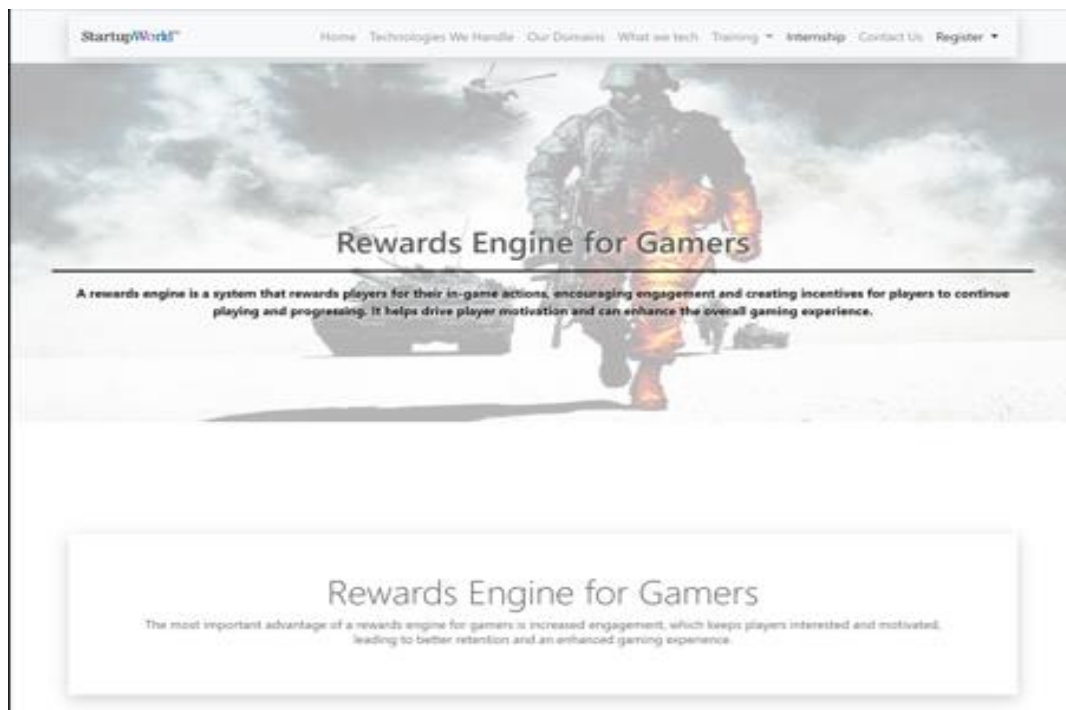 StartupWorld™
Home Technologies We Handle Our Domains What we tech Training Internship Contact Us Register
Rewards Engine for Gamers
A rewards engine is a system that rewards players for their in-game actions, encouraging engagement and creating incentives for players to continue
playing and progressing. It helps drive player motivation and can enhance the overall gaming experience.
Rewards Engine for Gamers
The most important advantage of a rewards engine for gamers is increased engagement, which keeps players interested and motivated,
leading to better retention and an enhanced gaming experience.